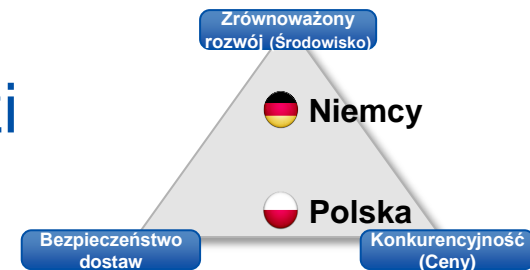 Zrównoważony
rozwój (Środowisko)
Niemcy
Polska
Bezpieczeństwo
dostaw
Konkurencyjność
(Ceny)